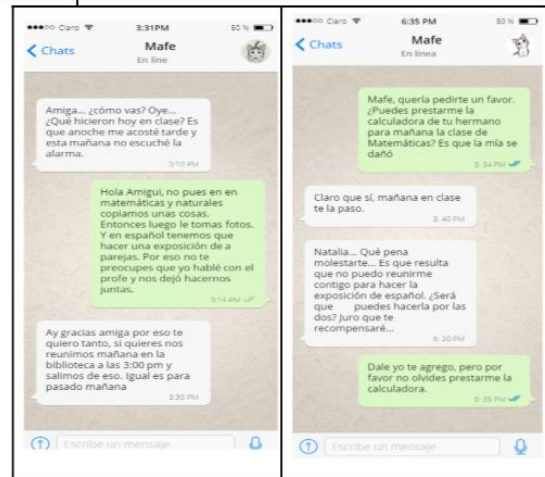 Claro 3:31PM 50 %
Chats Mafe
En line
Amiga... ¿cómo vas? Oye...
¿Qué hicieron hoy en clase? Es
que anoche me acosté tarde y
esta mañana no escuché la
alarma.
3:10 PM
Hola Amigui, no pues en en
matemáticas y naturales
copiamos unas cosas.
Entonces luego le tomas fotos.
Y en español tenemos que
hacer una exposición de a
parejas. Por eso no te
preocupes que yo hablé con el
profe y nos dejó hacernos
juntas.
3:14 PM
Ay gracias amiga por eso te
quiero tanto, si quieres nos
reunimos mañana en la
biblioteca a las 3:00 pm y
salimos de eso. Igual es para
pasado mañana
3:30 PM
Escribe un mensaje
Claro 6:35 PM 50 %
Chats Mafe
En línea
Mafe, quería pedirte un favor.
¿Puedes prestarme la
calculadora de tu hermano
para mañana la clase de
Matemáticas? Es que la mía se
dañó
3:34 PM
Claro que sí, mañana en clase
te la paso.
3:40 PM
Natalia... Qué pena
molestarte... Es que resulta
que no puedo reunirme
contigo para hacer la
exposición de español. ¿Será
que puedes hacerla por las
dos? Juro que te
recompensaré...
6:20 PM
Dale yo te agrego, pero por
favor no olvides prestarme la
calculadora.
6:35 PM
Escribe un mensaje